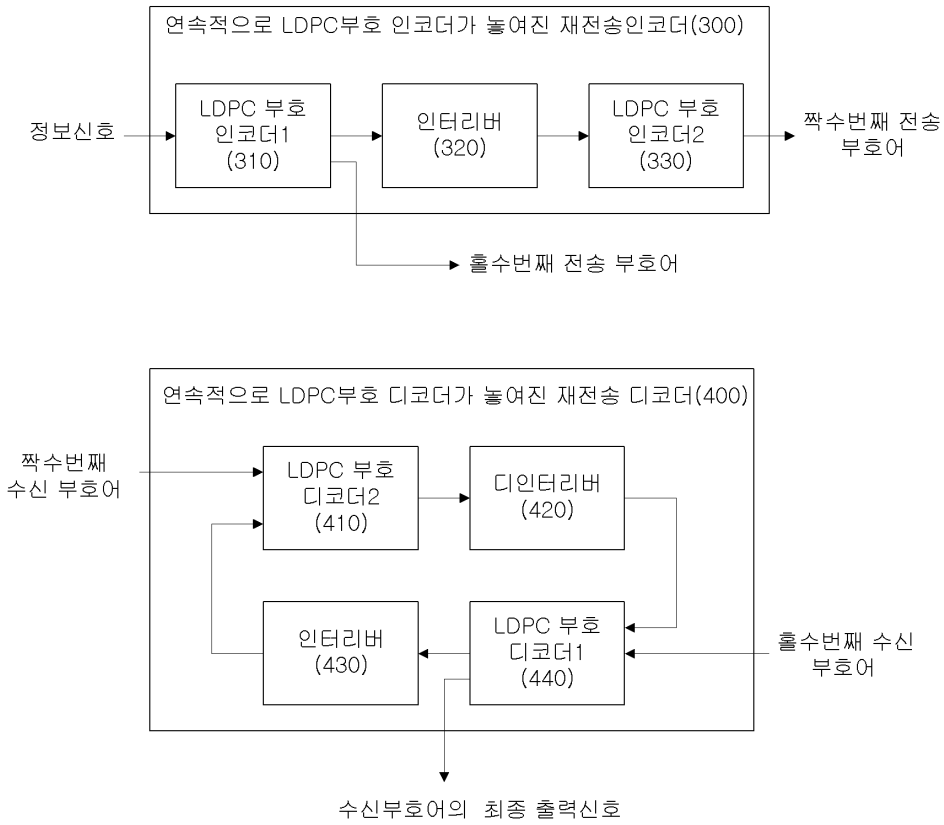 연속적으로 LDPC부호 인코더가 놓여진 재전송인코더(300)
정보신호
LDPC 부호
인코더1
(310)
인터리버
(320)
LDPC 부호
인코더2
(330)
짝수번째 전송
부호어
홀수번째 전송 부호어
연속적으로 LDPC부호 디코더가 놓여진 재전송 디코더(400)
짝수번째
수신 부호어
LDPC 부호
디코더2
(410)
디인터리버
(420)
인터리버
(430)
LDPC 부호
디코더1
(440)
홀수번째 수신
부호어
수신부호어의 최종 출력신호